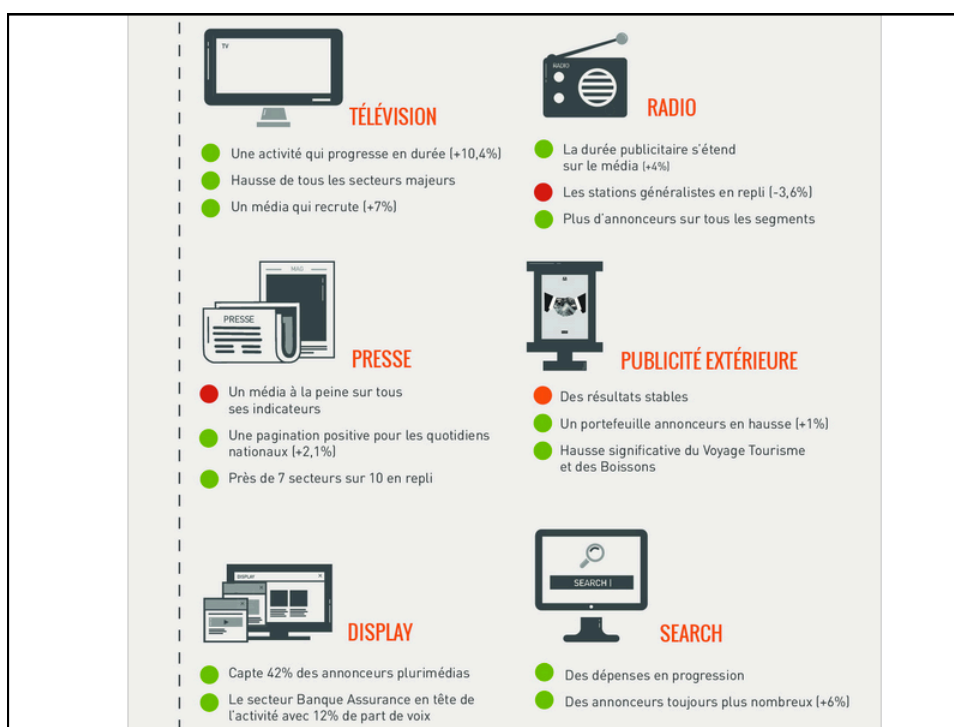 TV
TÉLÉVISION
Une activité qui progresse en durée (+10,4%)
Hausse de tous les secteurs majeurs
Un média qui recrute (+7%)
RADIO
RADIO
La durée publicitaire s'étend
sur le média (+4%)
Les stations généralistes en repli (-3,6%)
Plus d'annonceurs sur tous les segments
MAG
PRESSE
PRESSE
Un média à la peine sur tous
ses indicateurs
Une pagination positive pour les quotidiens
nationaux (+2,1%)
Près de 7 secteurs sur 10 en repli
PUBLICITÉ EXTÉRIEURE
Des résultats stables
Un portefeuille annonceurs en hausse (+1%)
Hausse significative du Voyage Tourisme
et des Boissons
DISPLAY
DISPLAY
Capte 42% des annonceurs plurimédias
Le secteur Banque Assurance en tête de
l'activité avec 12% de part de voix
SEARCH
SEARCH
Des dépenses en progression
Des annonceurs toujours plus nombreux (+6%)